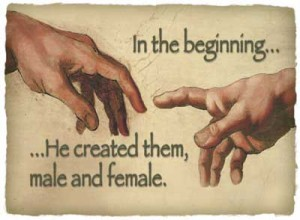 In the beginning...
...He created them,
male and female.